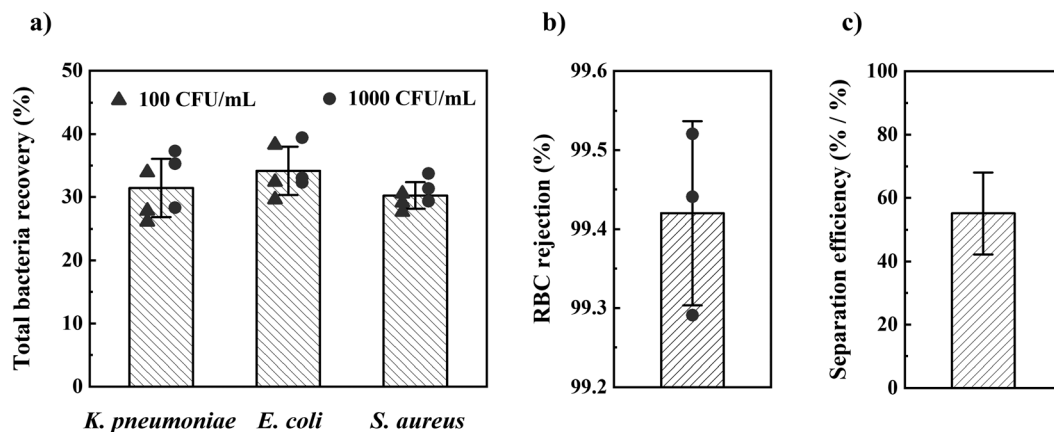 a)
Total bacteria recovery (%)
50
40
30
20
10
0
100 CFU/mL
1000 CFU/mL
K. pneumoniae
E. coli
S. aureus
b)
RBC rejection (%)
99.6
99.5
99.4
99.3
99.2
c)
Separation efficiency (% / %)
100
80
60
40
20
0